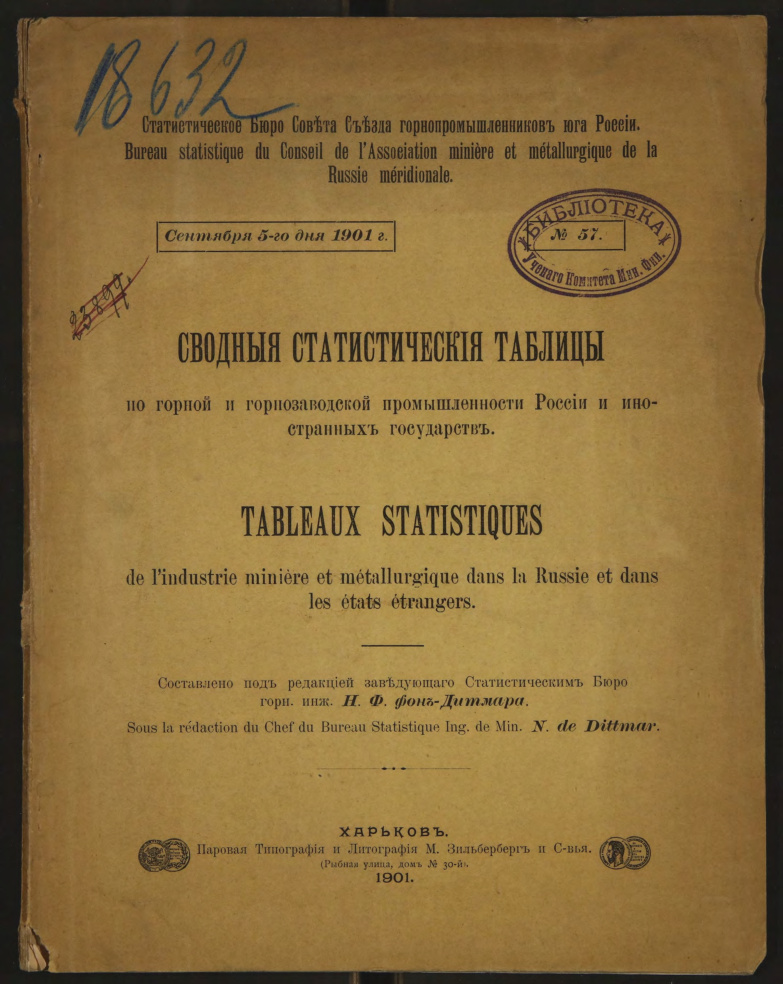 18632
Статистическое Бюро Совѣта Съѣзда горнопромышленниковъ юга Россіи.
Bureau statistique du Conseil de l'Association minière et métallurgique de la
Russie méridionale.
Сентября 5-го дня 1901 г.
БИБЛІОТЕКА
№ 57.
Ученаго Комитета Мин. Фин.
СВОДНЫЯ СТАТИСТИЧЕСКІЯ ТАБЛИЦЫ
по горной и горнозаводской промышленности Россіи и ино-
странныхъ государствъ.
TABLEAUX STATISTIQUES
de l'industrie minière et métallurgique dans la Russie et dans
les états étrangers.
Составлено подъ редакціей завѣдующаго Статистическимъ Бюро
горн. инж. Н. Ф. фонъ-Дитмара.
Sous la rédaction du Chef du Bureau Statistique Ing. de Min. N. de Dittmar.
ХАРЬКОВЪ.
Паровая Типографія и Литографія М. Зильбербергъ и С-вья.
(Рыбная улица, домъ № 30-й).
1901.